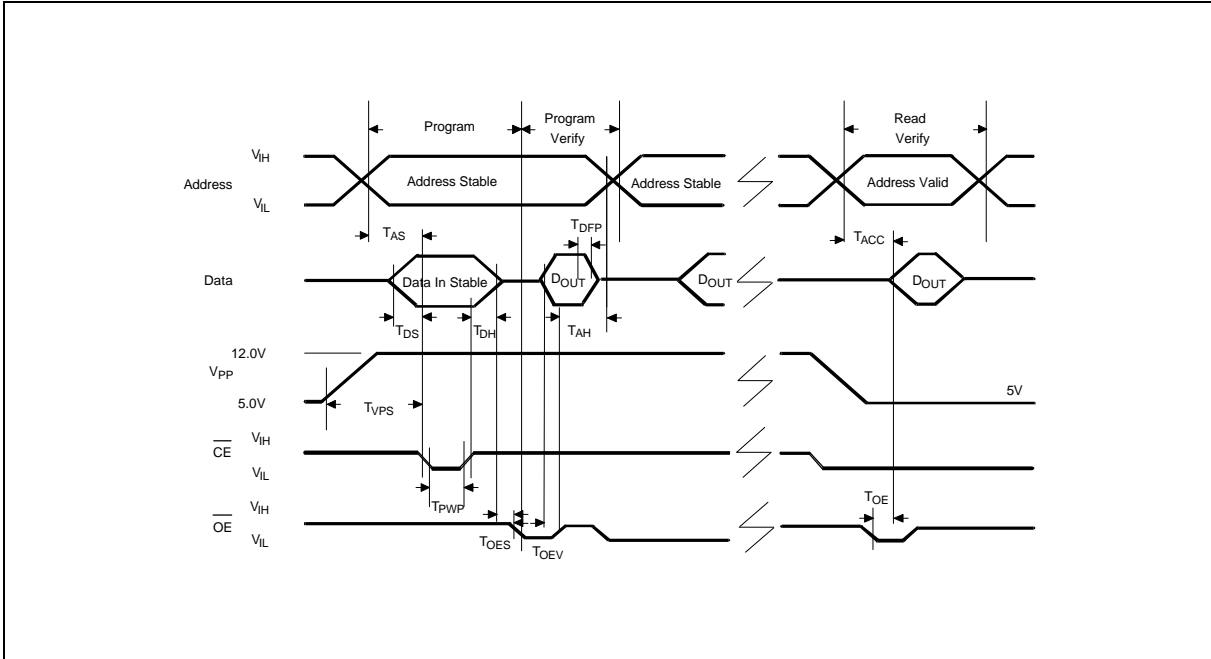 Program
Program
Verify
Read
Verify
VIH
Address
VIL
Address Stable
Address Stable
Address Valid
TAS
TDFP
TACC
Data
Data In Stable
DOUT
DOUT
DOUT
TDS
TDH
TAH
12.0V
VPP
5.0V
TVPS
5V
VIH
CE
VIL
TPWP
VIH
OE
VIL
TOES
TOEV
TOE